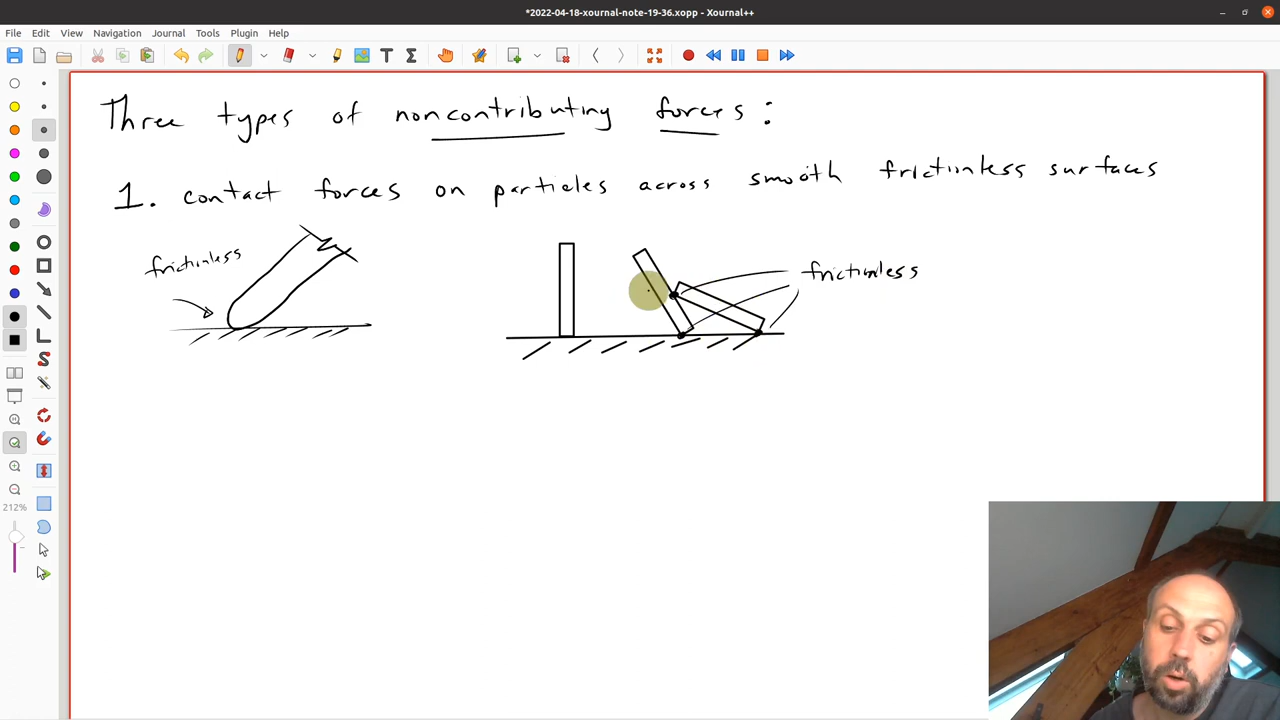 *2022-04-18-xournal-note-19-36.xopp - Xournal++
File Edit View Navigation Journal Tools Plugin Help
Three types of noncontributing forces:
1. contact forces on particles across smooth frictionless surfaces
frictionless
frictionless
212%